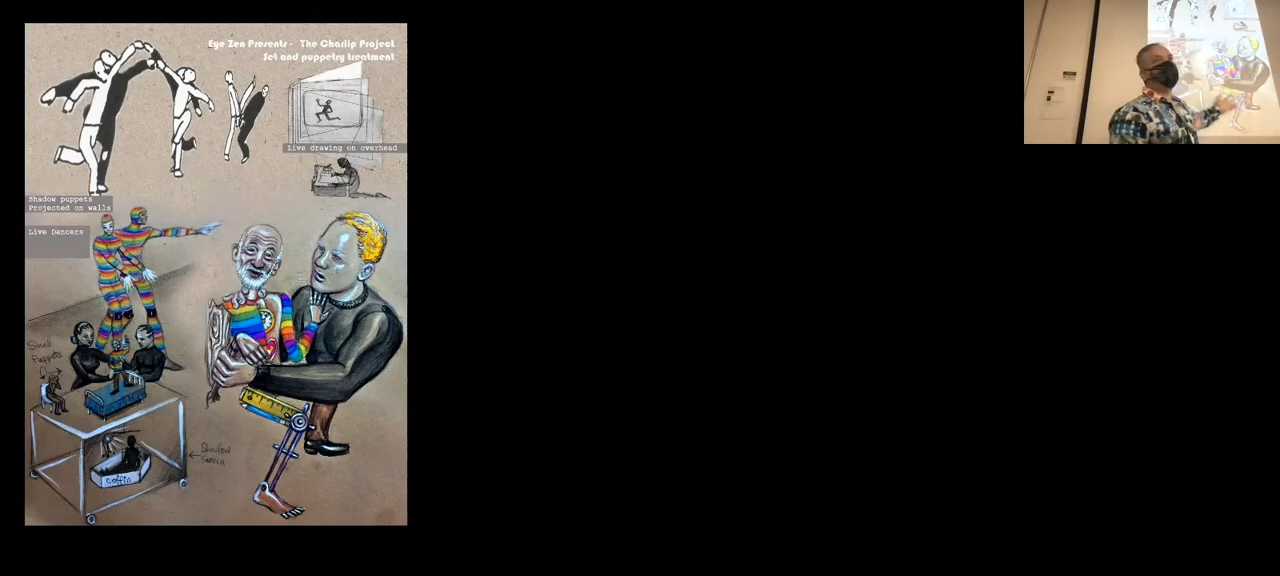 Eye Zen Presents - The Charlip Project
Set and puppetry treatment
Live drawing on overhead
Shadow puppets
Projected on walls
Live Dancers
Small
Puppets
Shadow
Screen
coffin